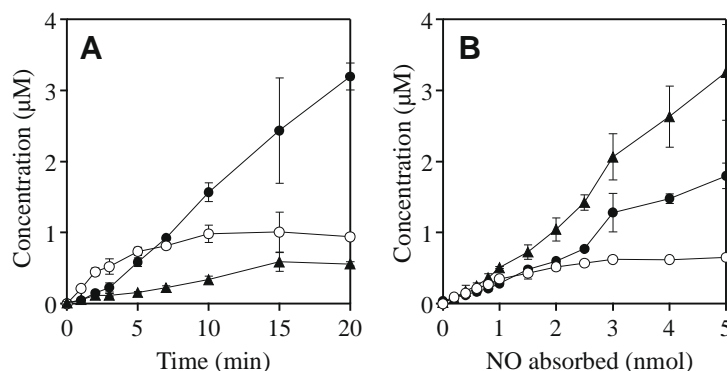 A
Concentration (μM)
4
3
2
1
0
0 5 10 15 20
Time (min)
B
Concentration (μM)
4
3
2
1
0
0 1 2 3 4 5
NO absorbed (nmol)